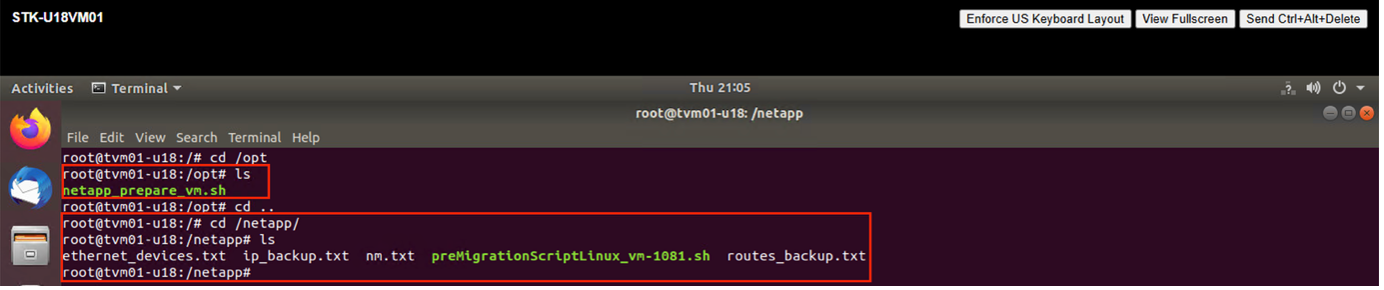 STK-U18VM01
Enforce US Keyboard Layout View Fullscreen Send Ctrl+Alt+Delete
Activities Terminal Thu 21:05
root@tvm01-u18: /netapp
File Edit View Search Terminal Help
root@tvm01-u18:/# cd /opt
root@tvm01-u18:/opt# ls
netapp_prepare_vm.sh
root@tvm01-u18:/opt# cd ..
root@tvm01-u18:/# cd /netapp/
root@tvm01-u18:/netapp# ls
ethernet_devices.txt ip_backup.txt nm.txt preMigrationScriptLinux_vm-1081.sh routes_backup.txt
root@tvm01-u18:/netapp#